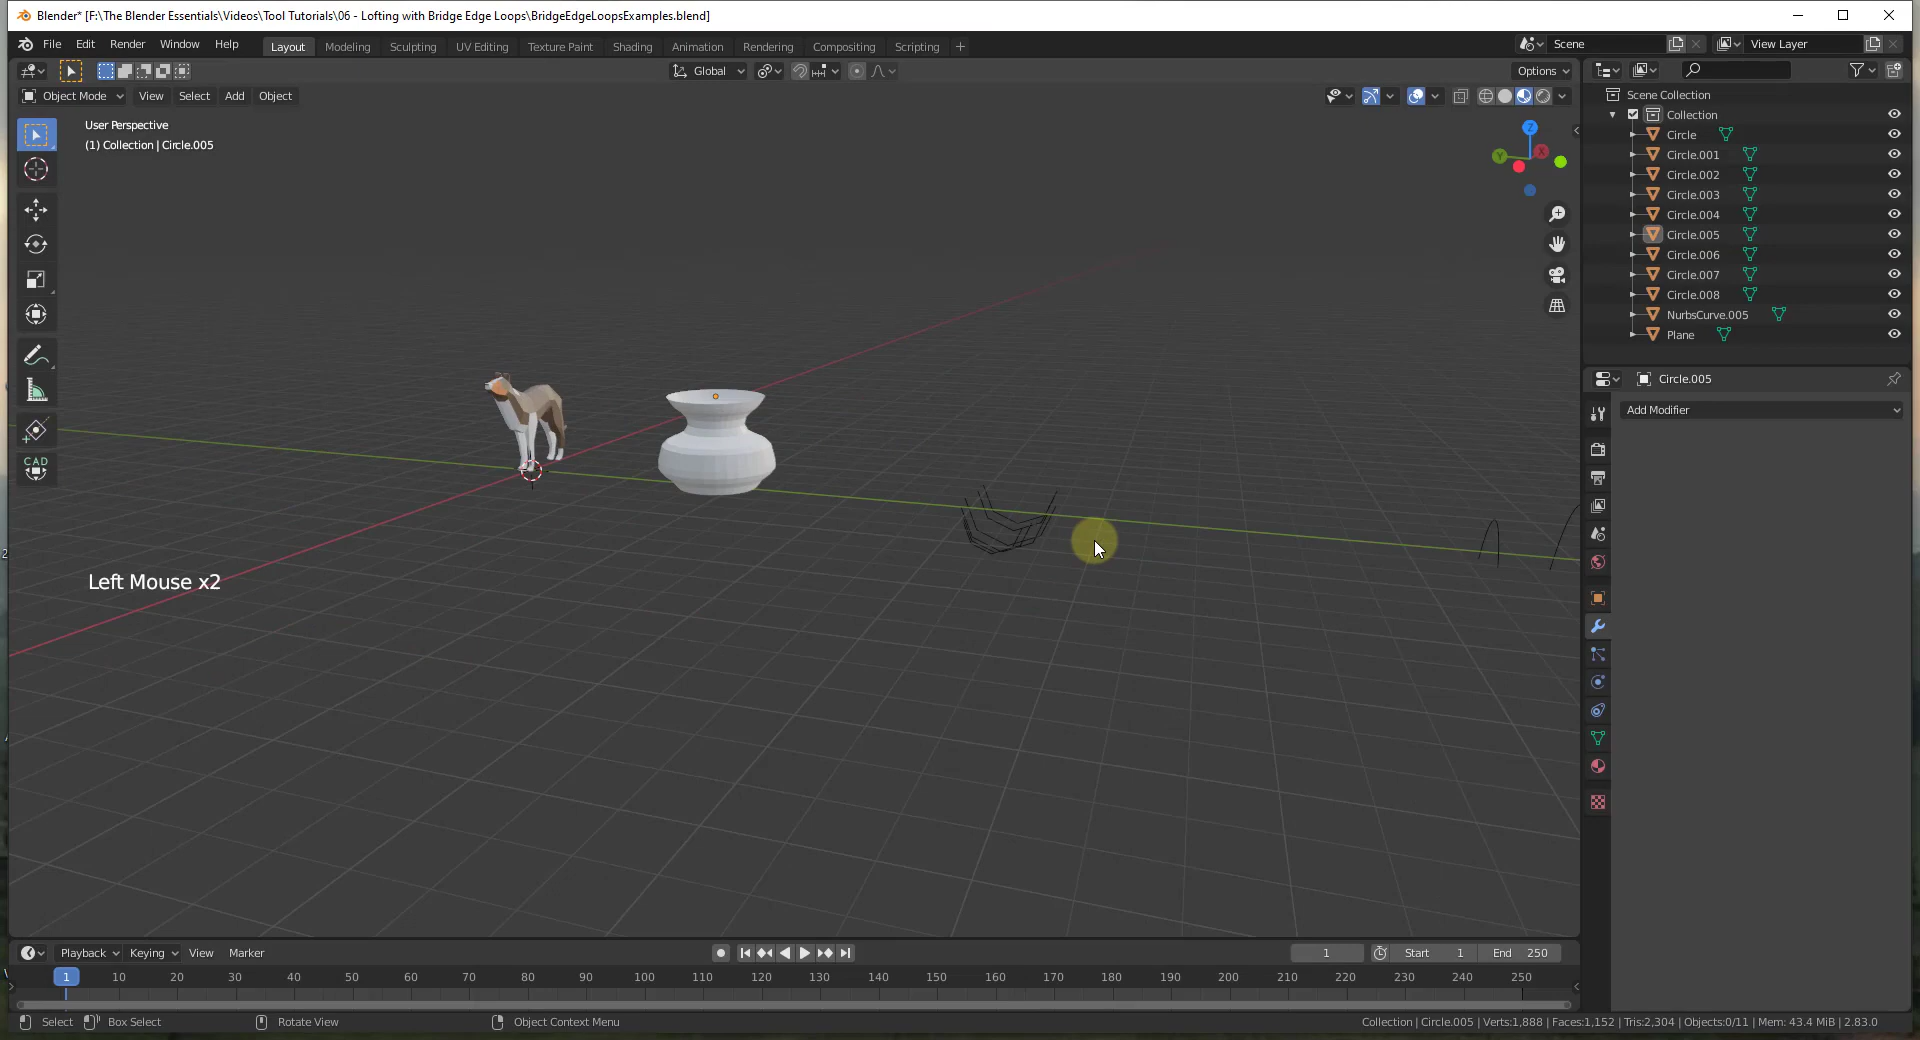 Blender* [F:\The Blender Essentials\Videos\Tool Tutorials\06 - Lofting with Bridge Edge Loops\BridgeEdgeLoopsExamples.blend]
File Edit Render Window Help Layout Modeling Sculpting UV Editing Texture Paint Shading Animation Rendering Compositing Scripting + Scene View Layer
Global Options
Object Mode View Select Add Object
User Perspective
(1) Collection | Circle.005
CAD
Left Mouse x2
Z
Y
X
Scene Collection
Collection
Circle
Circle.001
Circle.002
Circle.003
Circle.004
Circle.005
Circle.006
Circle.007
Circle.008
NurbsCurve.005
Plane
Circle.005
Add Modifier
Playback Keying View Marker 1 Start 1 End 250
1 10 20 30 40 50 60 70 80 90 100 110 120 130 140 150 160 170 180 190 200 210 220 230 240 250
Select Box Select Rotate View Object Context Menu Collection | Circle.005 | Verts:1,888 | Faces:1,152 | Tris:2,304 | Objects:0/11 | Mem: 43.4 MiB | 2.83.0